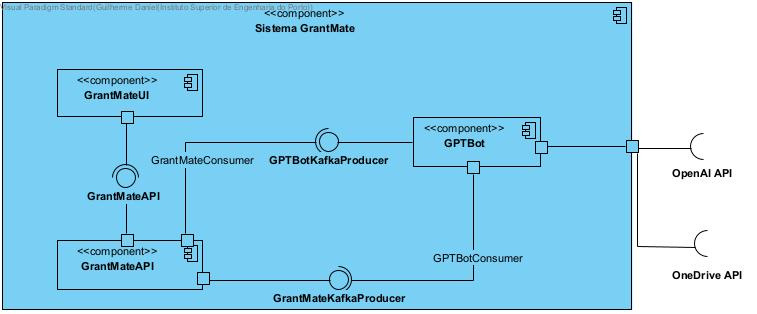 Visual Paradigm Standard(Guilherme Daniel(Instituto Superior de Engenharia do Porto))
<<component>>
Sistema GrantMate
<<component>>
GrantMateUI
<<component>>
GPTBot
GrantMateConsumer
GPTBotKafkaProducer
OpenAI API
GrantMateAPI
<<component>>
GrantMateAPI
GPTBotConsumer
OneDrive API
GrantMateKafkaProducer